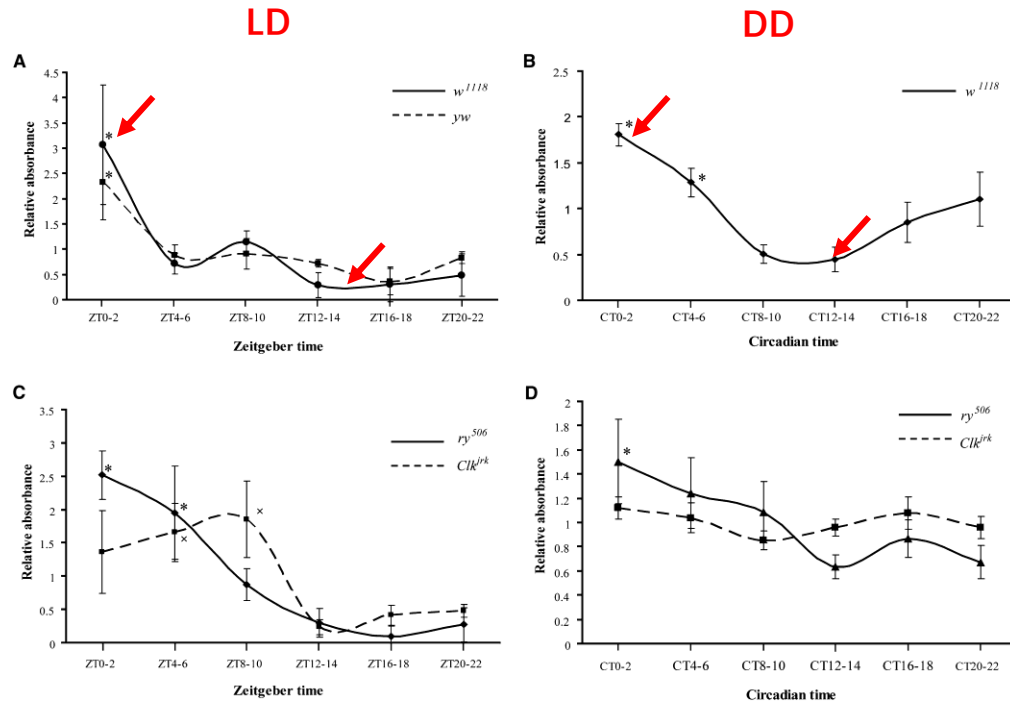 LD
DD
A
4.5
4
3.5
3
2.5
2
1.5
1
0.5
0
Relative absorbance
w1118
yw
*
*
ZT0-2 ZT4-6 ZT8-10 ZT12-14 ZT16-18 ZT20-22
Zeitgeber time
B
2.5
2
1.5
1
0.5
0
Relative absorbance
w1118
*
*
CT0-2 CT4-6 CT8-10 CT12-14 CT16-18 CT20-22
Circadian time
C
3.5
3
2.5
2
1.5
1
0.5
0
Relative absorbance
ry506
Clkjrk
*
*
×
×
ZT0-2 ZT4-6 ZT8-10 ZT12-14 ZT16-18 ZT20-22
Zeitgeber time
D
2
1.8
1.6
1.4
1.2
1
0.8
0.6
0.4
0.2
0
Relative absorbance
ry506
Clkjrk
*
CT0-2 CT4-6 CT8-10 CT12-14 CT16-18 CT20-22
Circadian time